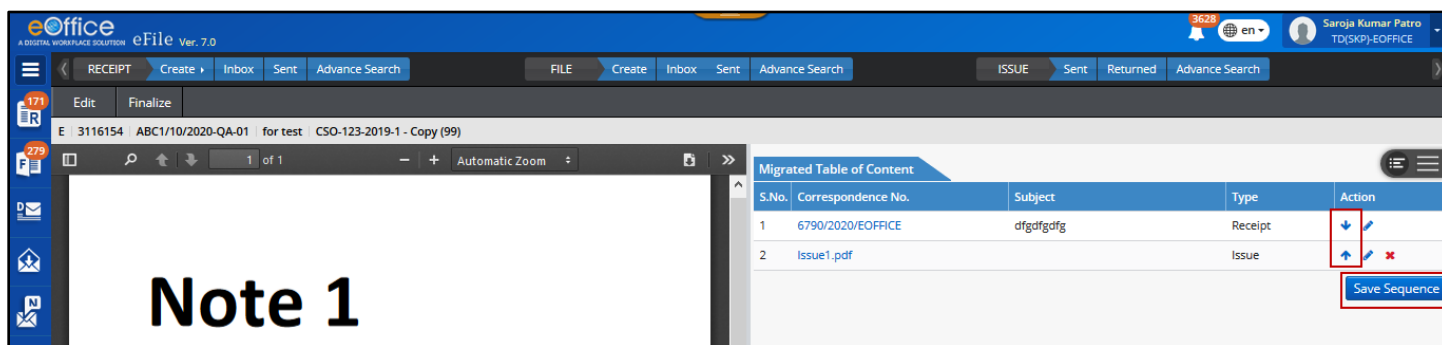 eOffice
A DIGITAL WORKPLACE SOLUTION eFile Ver. 7.0
3628
en
Saroja Kumar Patro
TD(SKP)-EOFFICE
RECEIPT Create Inbox Sent Advance Search FILE Create Inbox Sent Advance Search ISSUE Sent Returned Advance Search
171
R
Edit Finalize
E 3116154 ABC1/10/2020-QA-01 for test CSO-123-2019-1 - Copy (99)
279
F
1 of 1 Automatic Zoom
Migrated Table of Content
S.No. Correspondence No. Subject Type Action
1 6790/2020/EOFFICE dfgdfgdfg Receipt
2 Issue1.pdf Issue
Save Sequence
D
N
Note 1